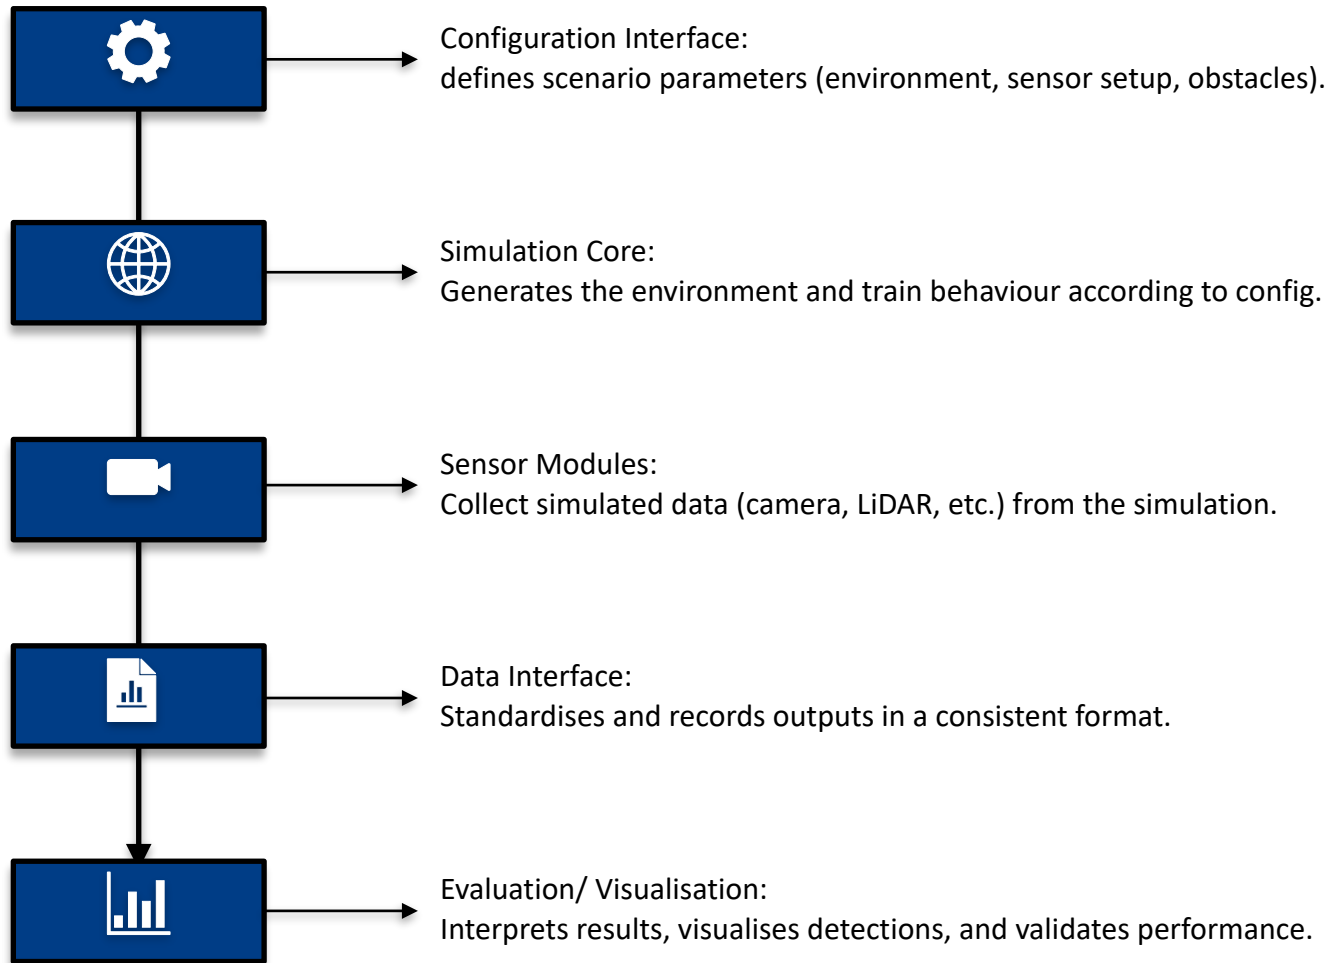 Configuration Interface:
defines scenario parameters (environment, sensor setup, obstacles).
Simulation Core:
Generates the environment and train behaviour according to config.
Sensor Modules:
Collect simulated data (camera, LiDAR, etc.) from the simulation.
Data Interface:
Standardises and records outputs in a consistent format.
Evaluation/ Visualisation:
Interprets results, visualises detections, and validates performance.